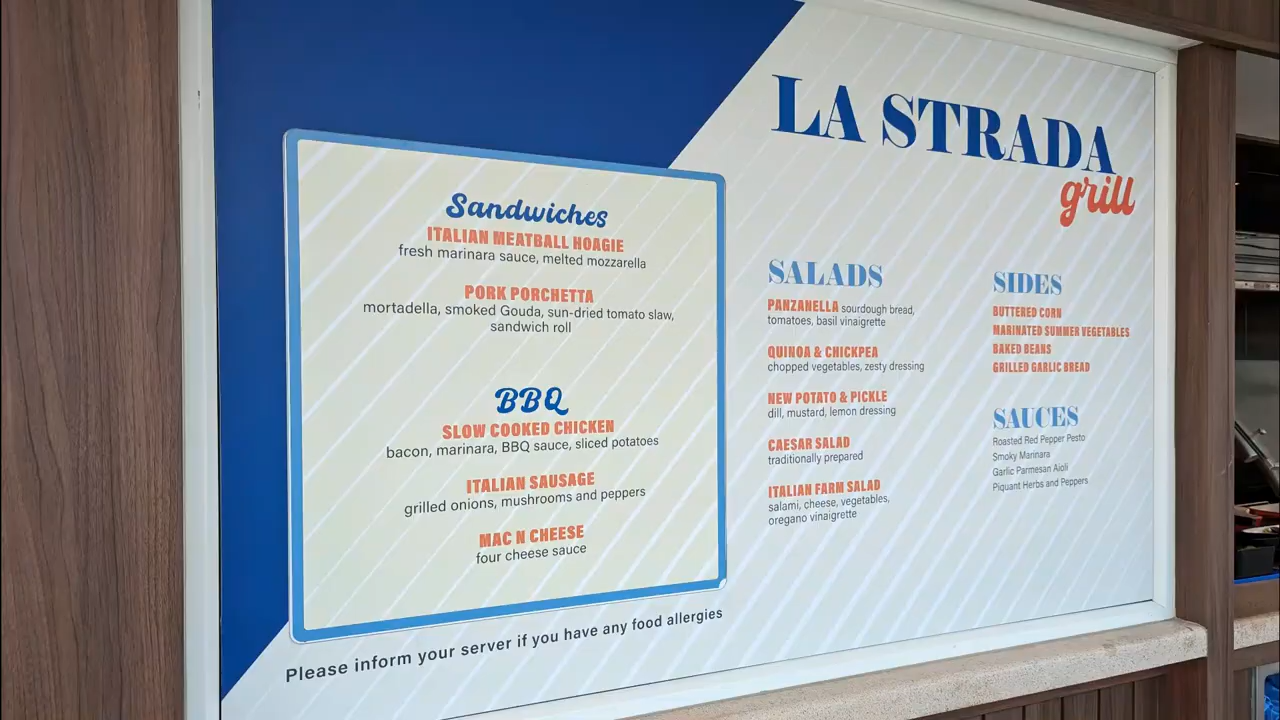 LA STRADA
grill
Sandwiches
ITALIAN MEATBALL HOAGIE
fresh marinara sauce, melted mozzarella
PORK PORCHETTA
mortadella, smoked Gouda, sun-dried tomato slaw,
sandwich roll
BBQ
SLOW COOKED CHICKEN
bacon, marinara, BBQ sauce, sliced potatoes
ITALIAN SAUSAGE
grilled onions, mushrooms and peppers
MAC N CHEESE
four cheese sauce
SALADS
PANZANELLA sourdough bread,
tomatoes, basil vinaigrette
QUINOA & CHICKPEA
chopped vegetables, zesty dressing
NEW POTATO & PICKLE
dill, mustard, lemon dressing
CAESAR SALAD
traditionally prepared
ITALIAN FARM SALAD
salami, cheese, vegetables,
oregano vinaigrette
SIDES
BUTTERED CORN
MARINATED SUMMER VEGETABLES
BAKED BEANS
GRILLED GARLIC BREAD
SAUCES
Roasted Red Pepper Pesto
Smoky Marinara
Garlic Parmesan Aioli
Piquant Herbs and Peppers
Please inform your server if you have any food allergies